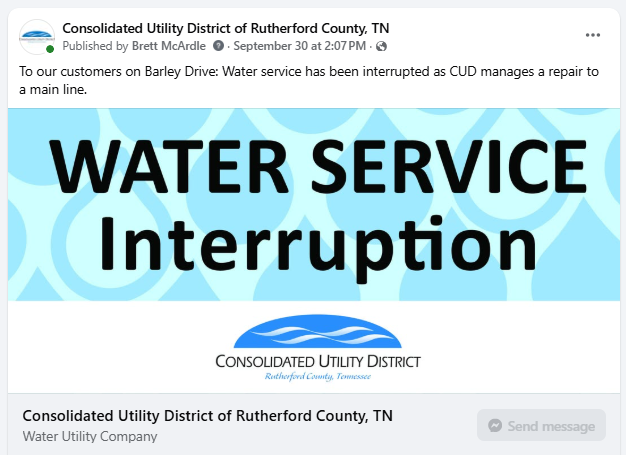 Consolidated Utility District of Rutherford County, TN
Published by Brett McArdle · September 30 at 2:07 PM ·
To our customers on Barley Drive: Water service has been interrupted as CUD manages a repair to
a main line.
WATER SERVICE
Interruption
CONSOLIDATED UTILITY DISTRICT
Rutherford County, Tennessee
Consolidated Utility District of Rutherford County, TN
Water Utility Company
Send message